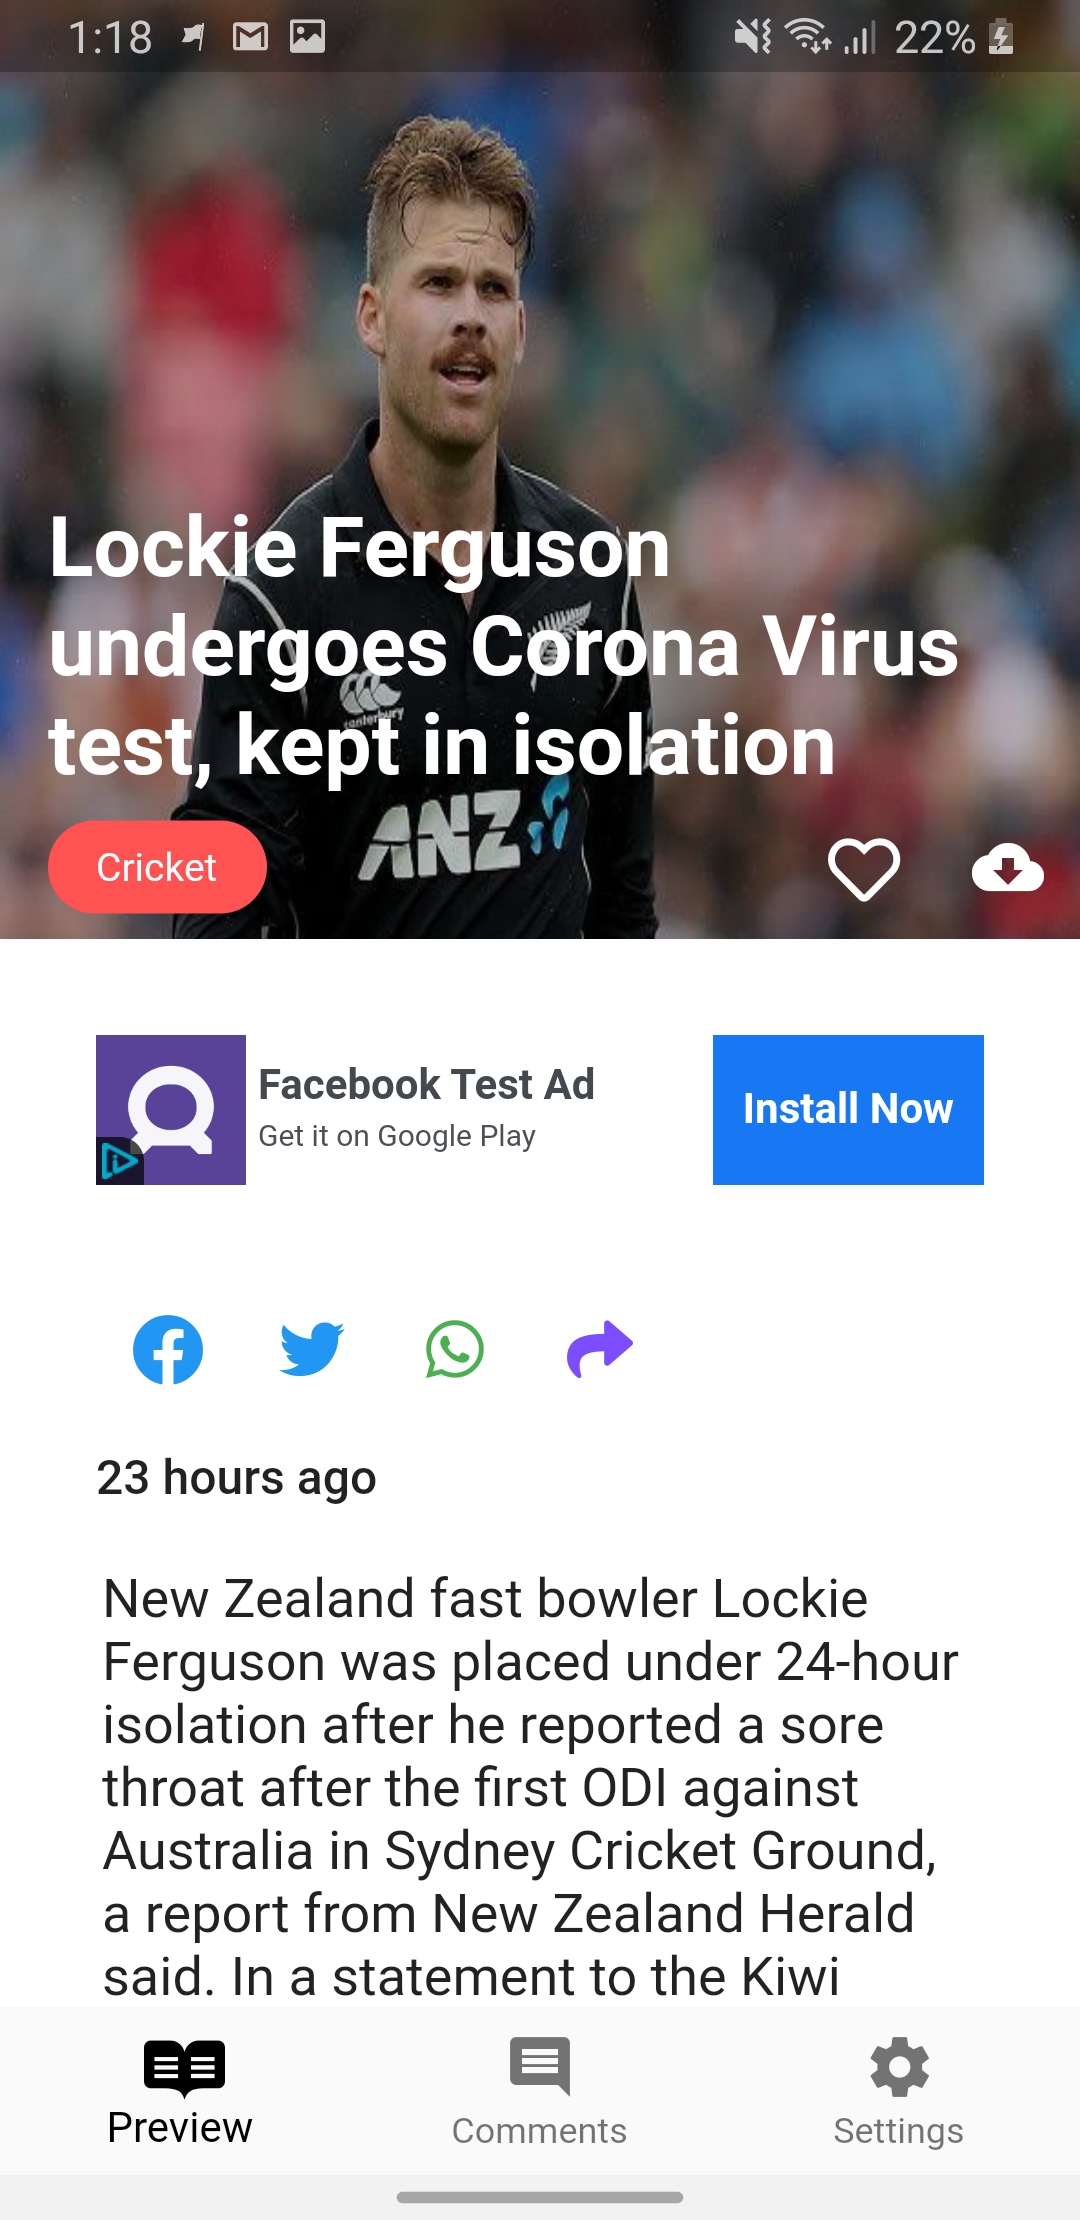 1:18
22%
Lockie Ferguson
undergoes Corona Virus
test, kept in isolation
canterbury
ANZ
Cricket
Facebook Test Ad
Get it on Google Play
Install Now
23 hours ago
New Zealand fast bowler Lockie
Ferguson was placed under 24-hour
isolation after he reported a sore
throat after the first ODI against
Australia in Sydney Cricket Ground,
a report from New Zealand Herald
said. In a statement to the Kiwi
Preview
Comments
Settings